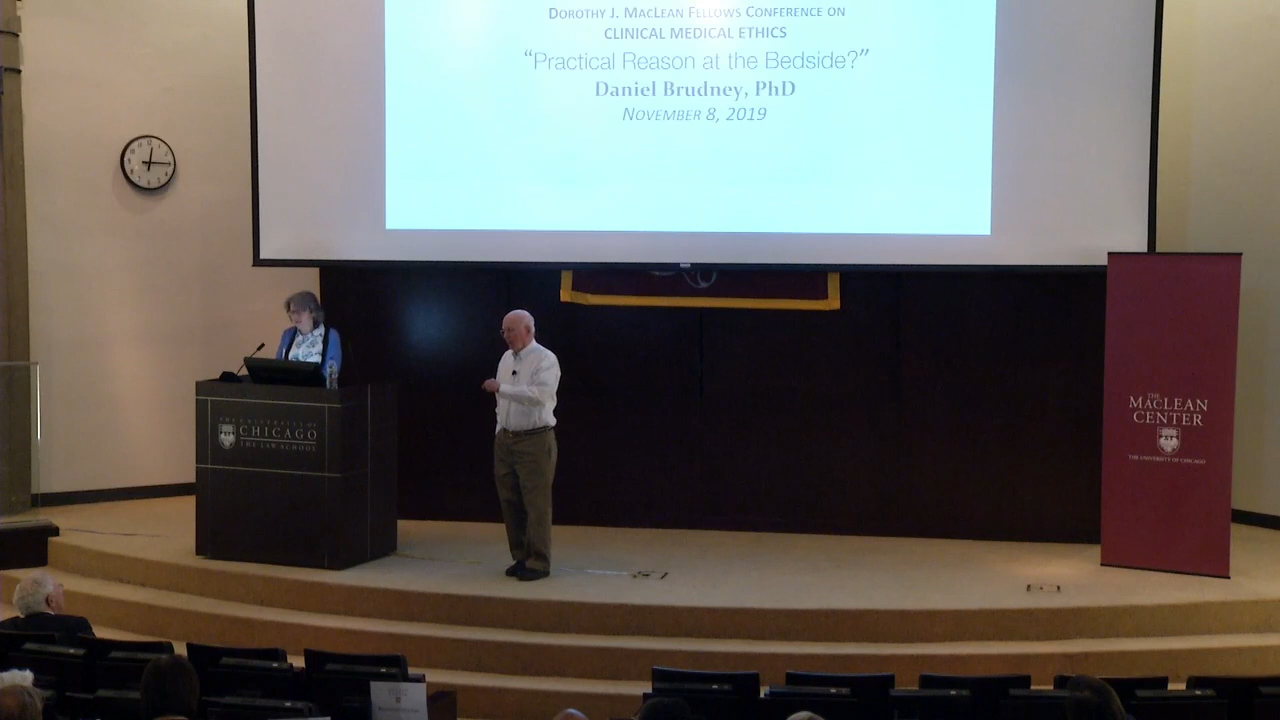 DOROTHY J. MACLEAN FELLOWS CONFERENCE ON
CLINICAL MEDICAL ETHICS
“Practical Reason at the Bedside?”
Daniel Brudney, PhD
NOVEMBER 8, 2019
THE UNIVERSITY OF
CHICAGO
THE LAW SCHOOL
THE
MACLEAN
CENTER
THE UNIVERSITY OF CHICAGO